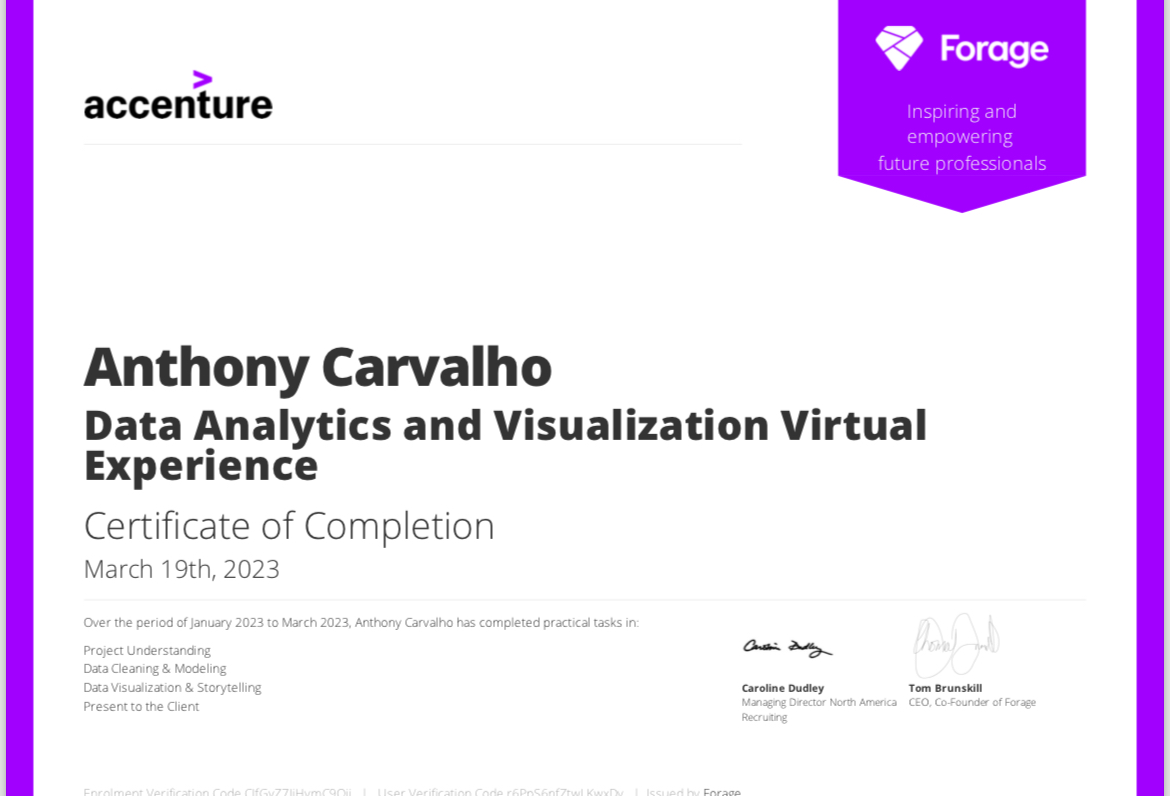 Forage
accenture
Inspiring and
empowering
future professionals
Anthony Carvalho
Data Analytics and Visualization Virtual
Experience
Certificate of Completion
March 19th, 2023
Over the period of January 2023 to March 2023, Anthony Carvalho has completed practical tasks in:
Project Understanding
Data Cleaning & Modeling
Data Visualization & Storytelling
Present to the Client
Caroline Dudley
Managing Director North America
Recruiting
Tom Brunskill
CEO, Co-Founder of Forage
Enrolment Verification Code | User Verification Code | Issued by Forage